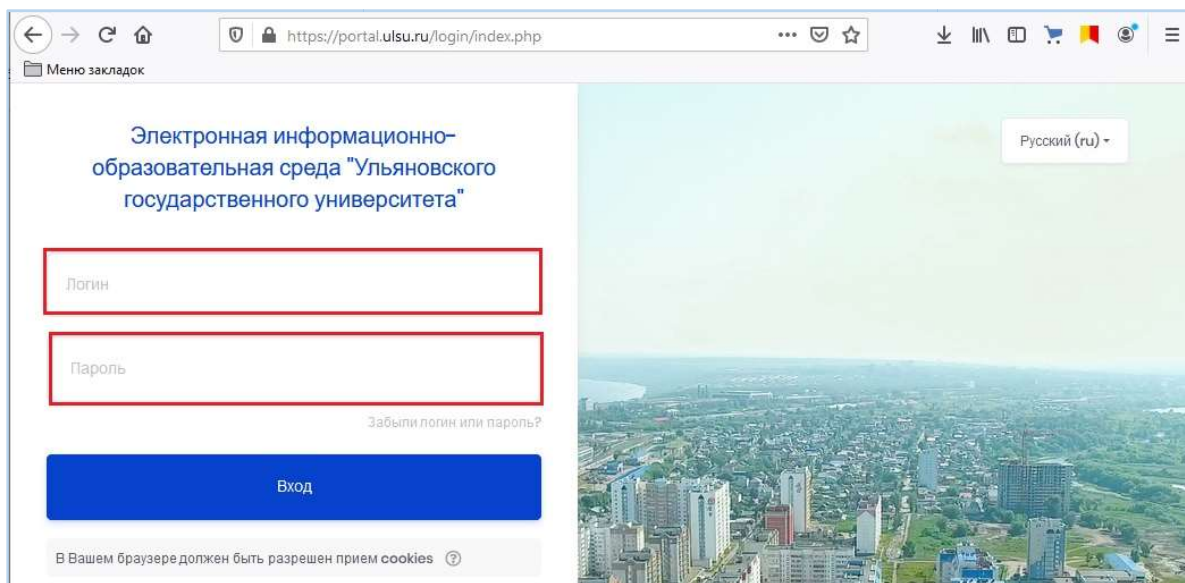 https://portal.ulsu.ru/login/index.php
Меню закладок
Электронная информационно-
образовательная среда "Ульяновского
государственного университета"
Русский (ru)
Логин
Пароль
Забыли логин или пароль?
Вход
В Вашем браузере должен быть разрешен прием cookies